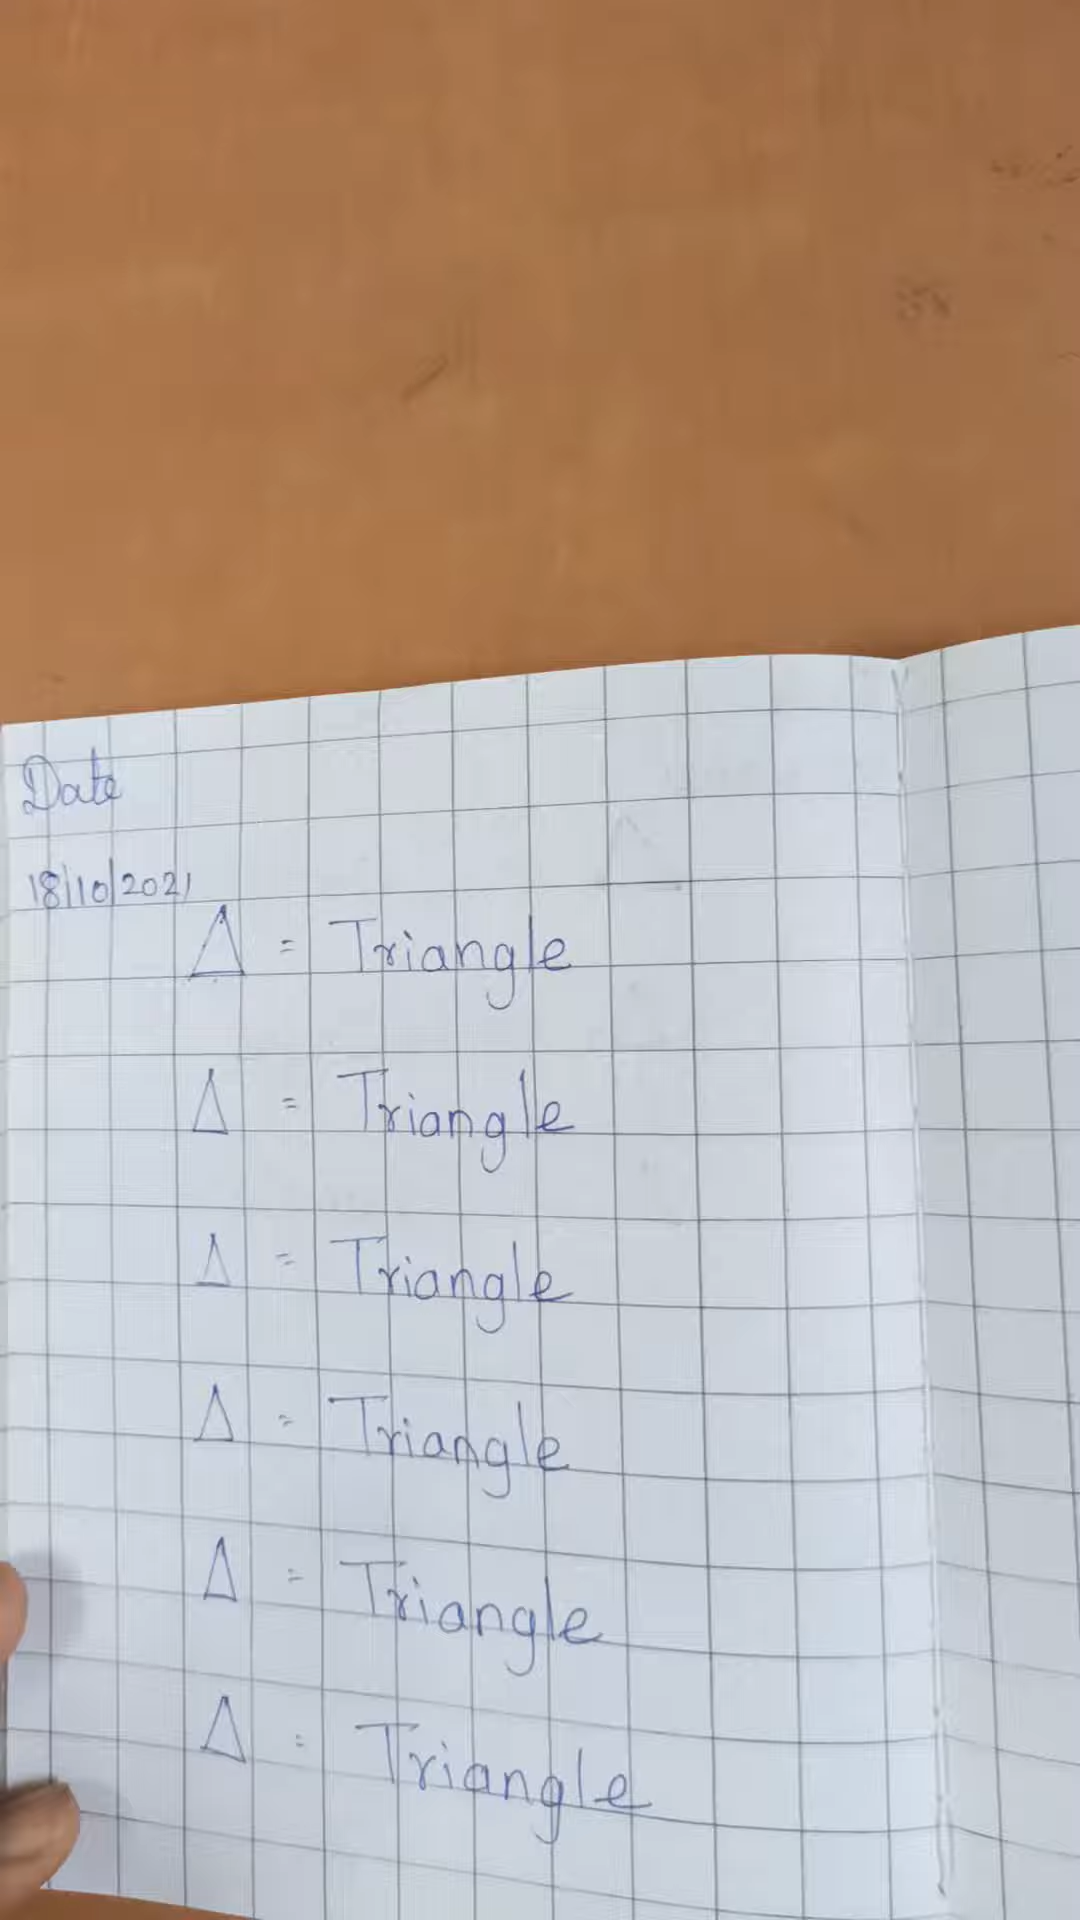 Date
18/10/2021
Δ = Triangle
Δ = Triangle
Δ = Triangle
Δ = Triangle
Δ = Triangle
Δ = Triangle